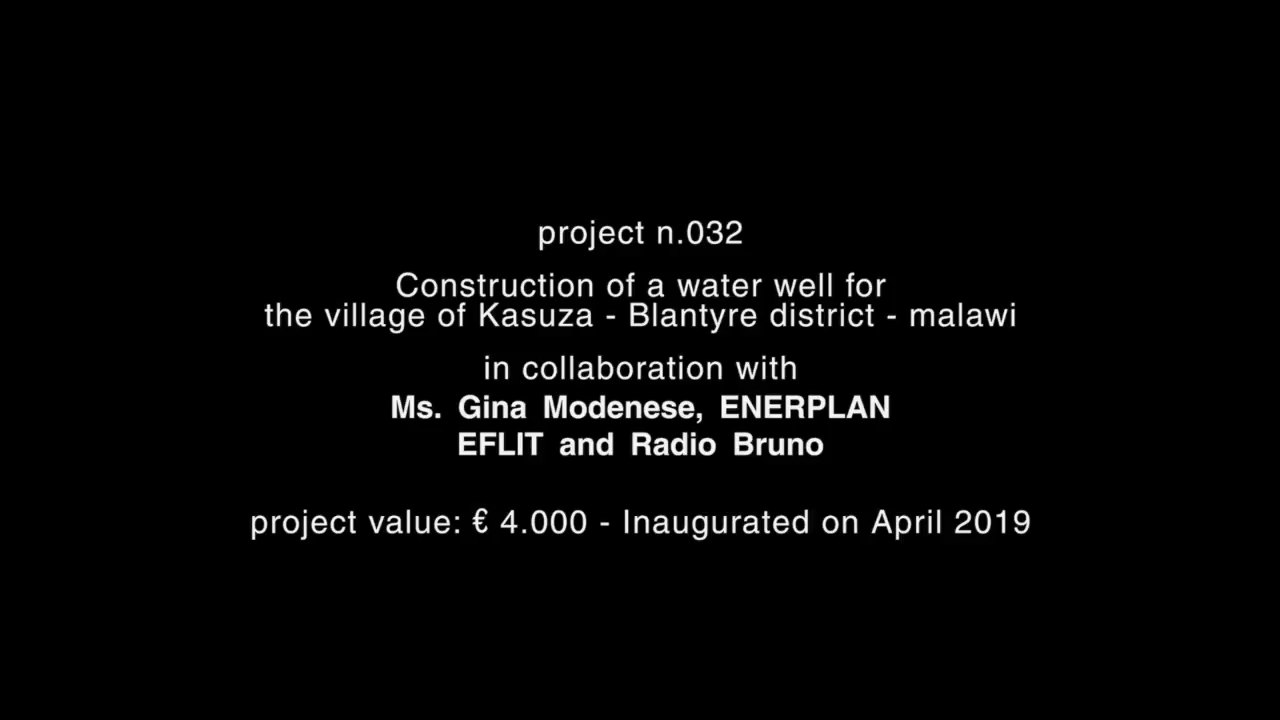 project n.032
Construction of a water well for
the village of Kasuza - Blantyre district - malawi
in collaboration with
Ms. Gina Modenese, ENERPLAN
EFLIT and Radio Bruno
project value: € 4.000 - Inaugurated on April 2019